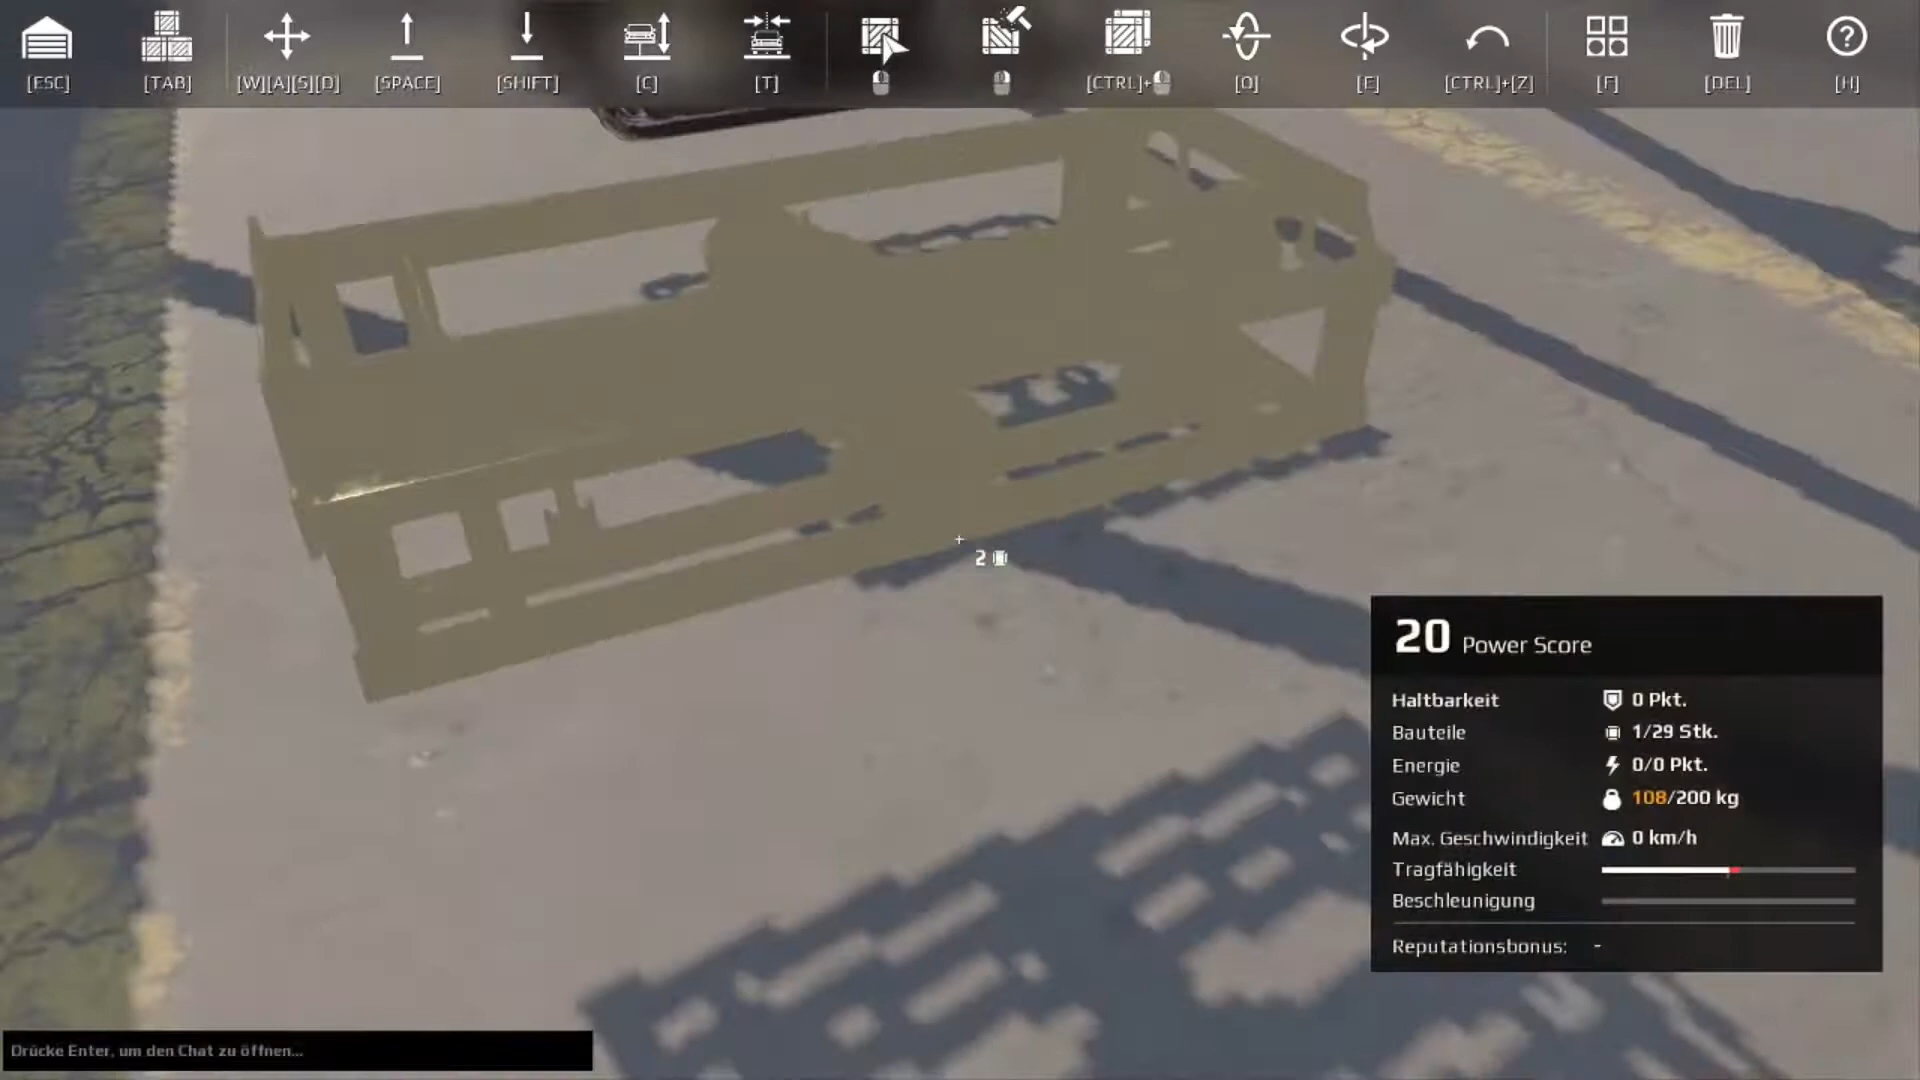 [ESC] [TAB] [W][A][S][D] [SPACE] [SHIFT] [C] [T] [CTRL]+ [Q] [E] [CTRL]+[Z] [F] [DEL] [H]
2
20 Power Score
Haltbarkeit 0 Pkt.
Bauteile 1/29 Stk.
Energie 0/0 Pkt.
Gewicht 108/200 kg
Max. Geschwindigkeit 0 km/h
Tragfähigkeit
Beschleunigung
Reputationsbonus: -
Drücke Enter, um den Chat zu öffnen...